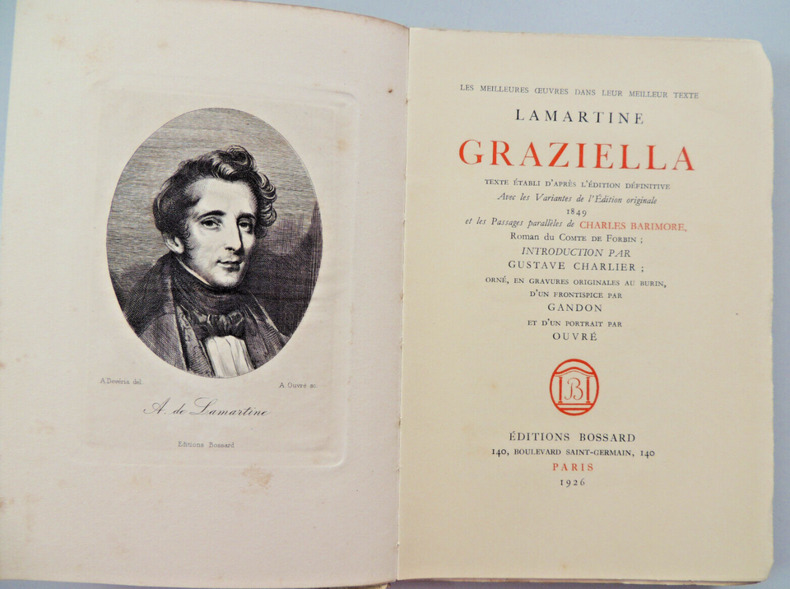 A. Devéria del.
A. Ouvré sc.
A. de Lamartine
Editions Bossard
LES MEILLEURES ŒUVRES DANS LEUR MEILLEUR TEXTE
LAMARTINE
GRAZIELLA
TEXTE ÉTABLI D'APRÈS L'ÉDITION DÉFINITIVE
Avec les Variantes de l'Édition originale
1849
et les Passages parallèles de CHARLES BARIMORE,
Roman du COMTE DE FORBIN ;
INTRODUCTION PAR
GUSTAVE CHARLIER ;
ORNÉ, EN GRAVURES ORIGINALES AU BURIN,
D'UN FRONTISPICE PAR
GANDON
ET D'UN PORTRAIT PAR
OUVRÉ
B
ÉDITIONS BOSSARD
140, BOULEVARD SAINT-GERMAIN, 140
PARIS
1926